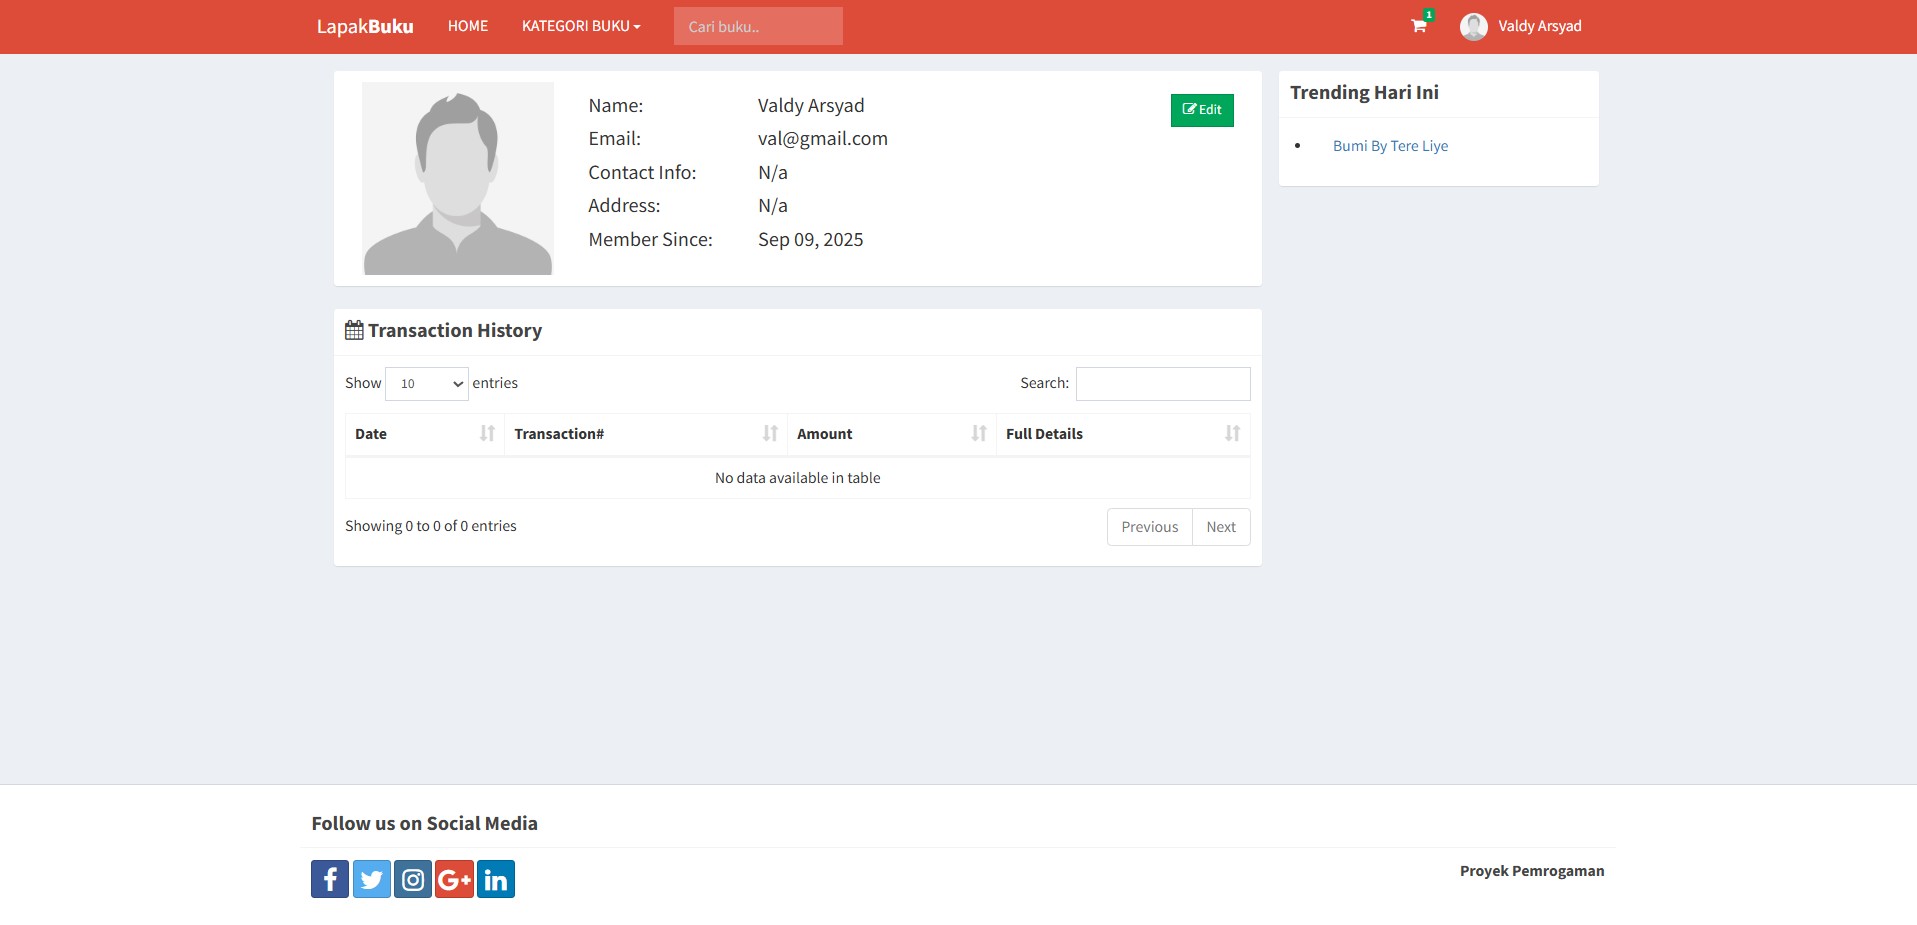 LapakBuku HOME KATEGORI BUKU Cari buku.. 1 Valdy Arsyad
Name: Valdy Arsyad
Email: val@gmail.com
Contact Info: N/a
Address: N/a
Member Since: Sep 09, 2025
Edit
Trending Hari Ini
Bumi By Tere Liye
Transaction History
Show 10 entries Search:
Date Transaction# Amount Full Details
No data available in table
Showing 0 to 0 of 0 entries Previous Next
Follow us on Social Media
f G+ in
Proyek Pemrogaman